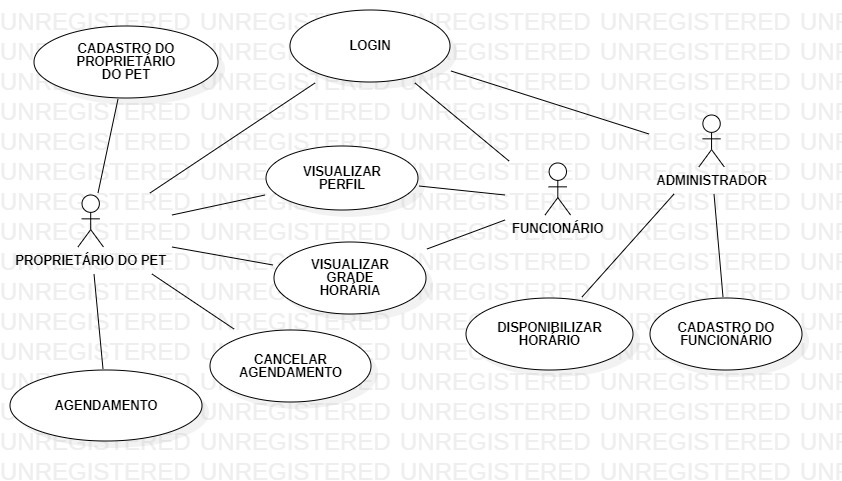 CADASTRO DO
PROPRIETÁRIO
DO PET
LOGIN
ADMINISTRADOR
VISUALIZAR
PERFIL
FUNCIONÁRIO
PROPRIETÁRIO DO PET
VISUALIZAR
GRADE
HORÁRIA
DISPONIBILIZAR
HORÁRIO
CADASTRO DO
FUNCIONÁRIO
CANCELAR
AGENDAMENTO
AGENDAMENTO
UNREGISTERED UNREGISTERED UNREGISTERED UNREGISTERED UNR